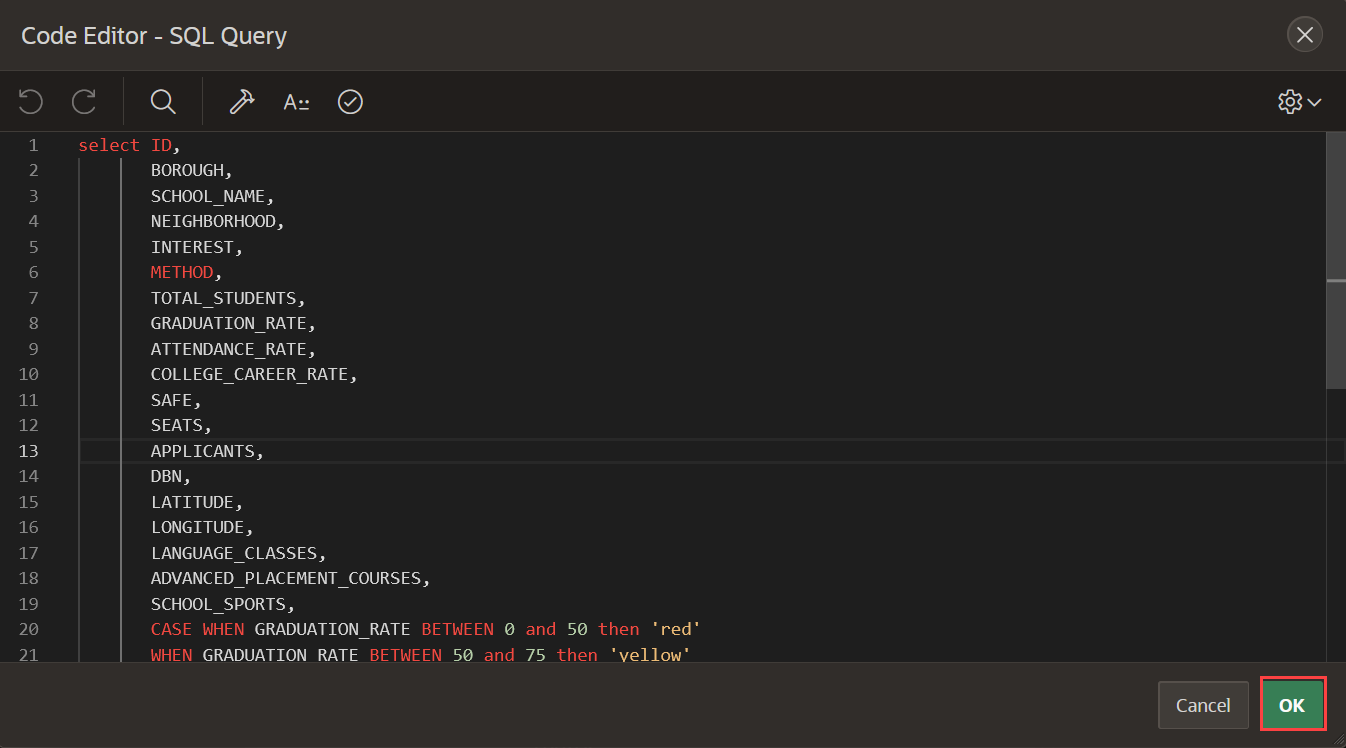 Code Editor - SQL Query
A
1 select ID,
2 BOROUGH,
3 SCHOOL_NAME,
4 NEIGHBORHOOD,
5 INTEREST,
6 METHOD,
7 TOTAL_STUDENTS,
8 GRADUATION_RATE,
9 ATTENDANCE_RATE,
10 COLLEGE_CAREER_RATE,
11 SAFE,
12 SEATS,
13 APPLICANTS,
14 DBN,
15 LATITUDE,
16 LONGITUDE,
17 LANGUAGE_CLASSES,
18 ADVANCED_PLACEMENT_COURSES,
19 SCHOOL_SPORTS,
20 CASE WHEN GRADUATION_RATE BETWEEN 0 and 50 then 'red'
21 WHEN GRADUATION_RATE BETWEEN 50 and 75 then 'yellow'
Cancel
OK